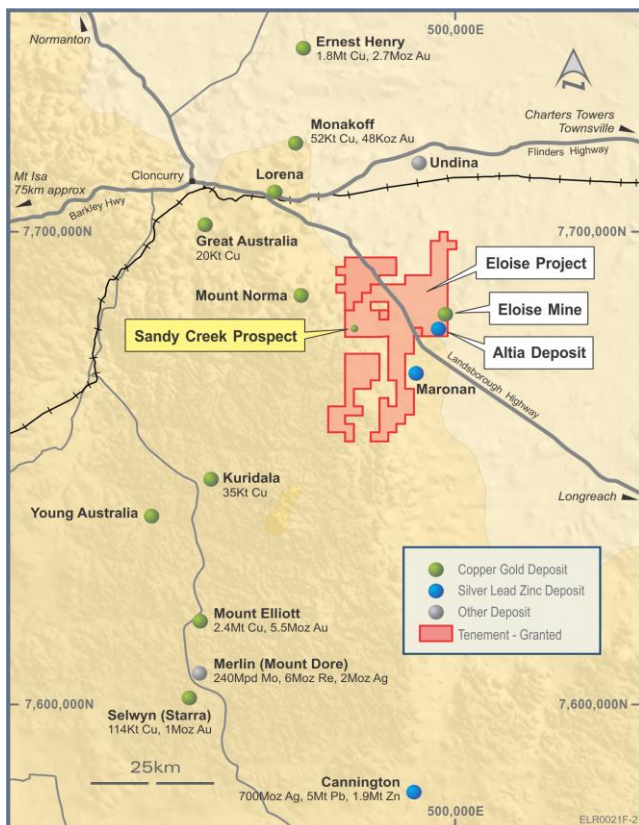 500,000E
Normanton
Ernest Henry
1.8Mt Cu, 2.7Moz Au
N
Monakoff
52Kt Cu, 48Koz Au
Charters Towers
Townsville
Flinders Highway
Undina
Mt Isa
75km approx
Cloncurry
Lorena
Barkley Hwy
7,700,000N
Great Australia
20Kt Cu
7,700,000N
Eloise Project
Mount Norma
Eloise Mine
Sandy Creek Prospect
Altia Deposit
Maronan
Landsborough Highway
Kuridala
35Kt Cu
Longreach
Young Australia
Copper Gold Deposit
Silver Lead Zinc Deposit
Other Deposit
Tenement - Granted
Mount Elliott
2.4Mt Cu, 5.5Moz Au
Merlin (Mount Dore)
240Mpd Mo, 6Moz Re, 2Moz Ag
7,600,000N
Selwyn (Starra)
114Kt Cu, 1Moz Au
7,600,000N
25km
Cannington
700Moz Ag, 5Mt Pb, 1.9Mt Zn
500,000E
ELR0021F-2